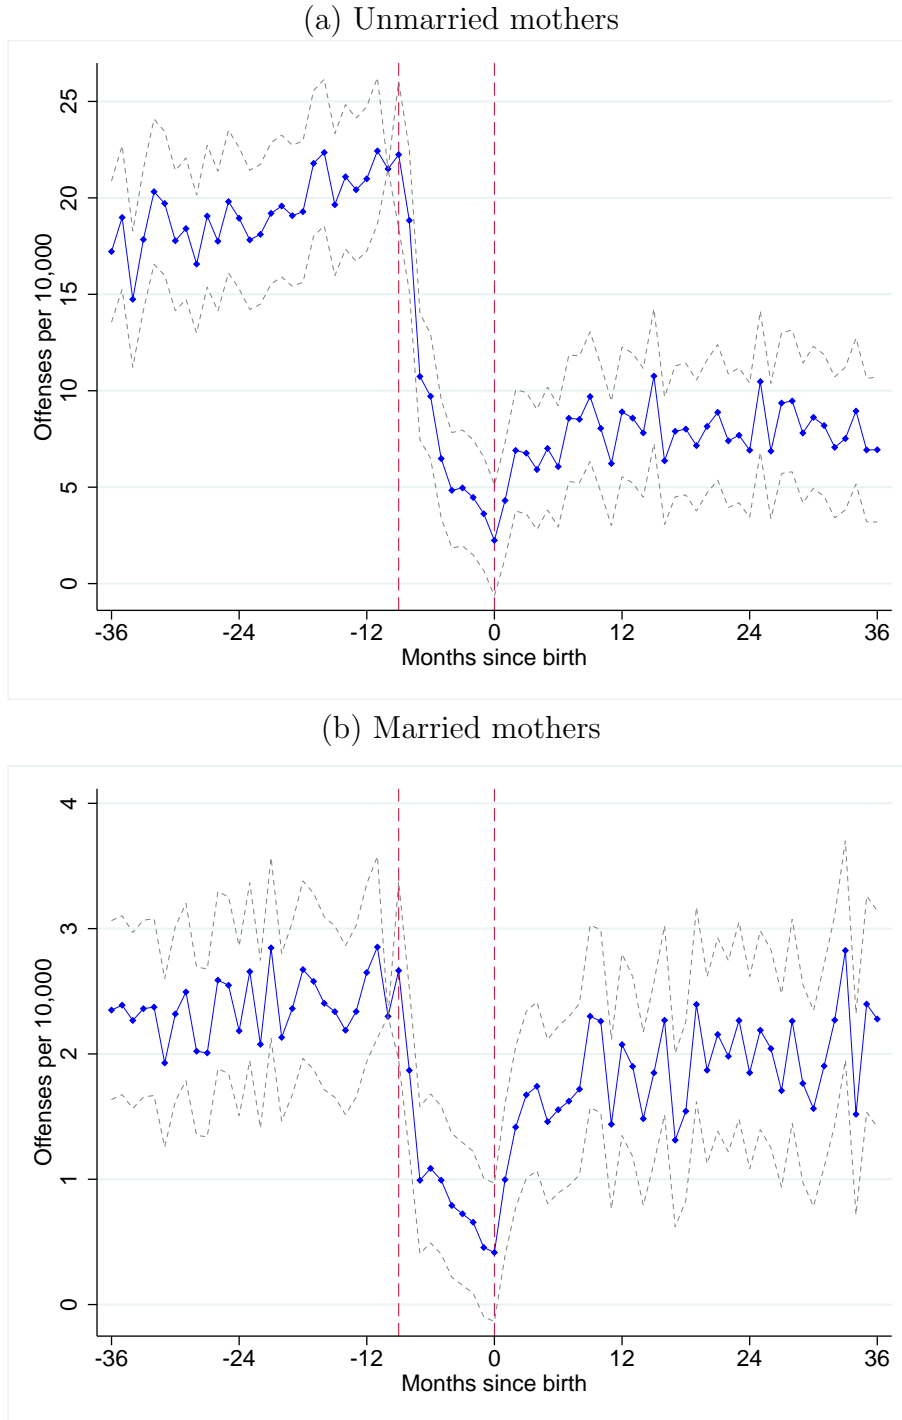 (a) Unmarried mothers
25
20
15
10
5
0
Offenses per 10,000
-36 -24 -12 0 12 24 36
Months since birth
(b) Married mothers
4
3
2
1
0
Offenses per 10,000
-36 -24 -12 0 12 24 36
Months since birth